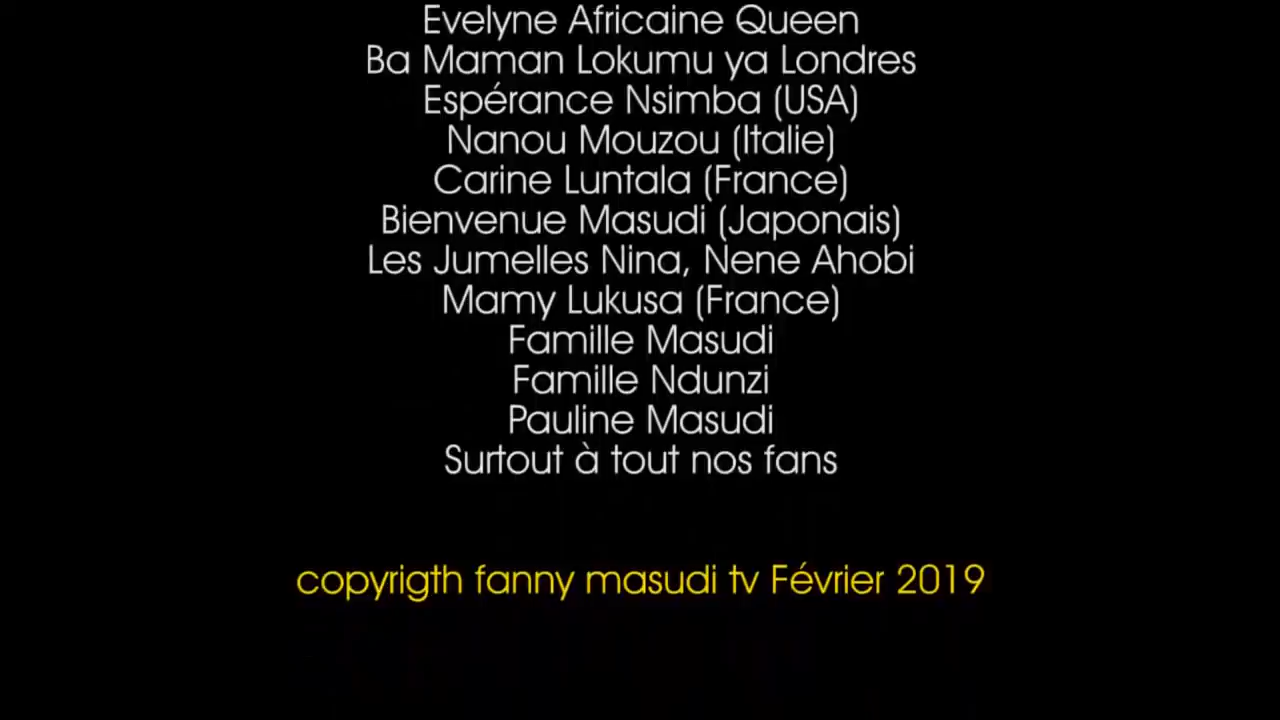 Evelyne Africaine Queen
Ba Maman Lokumu ya Londres
Espérance Nsimba (USA)
Nanou Mouzou (Italie)
Carine Luntala (France)
Bienvenue Masudi (Japonais)
Les Jumelles Nina, Nene Ahobi
Mamy Lukusa (France)
Famille Masudi
Famille Ndunzi
Pauline Masudi
Surtout à tout nos fans
copyrigth fanny masudi tv Février 2019